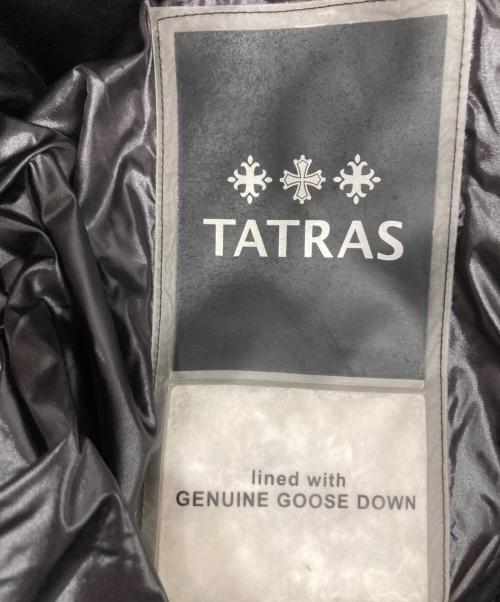 TATRAS
lined with
GENUINE GOOSE DOWN